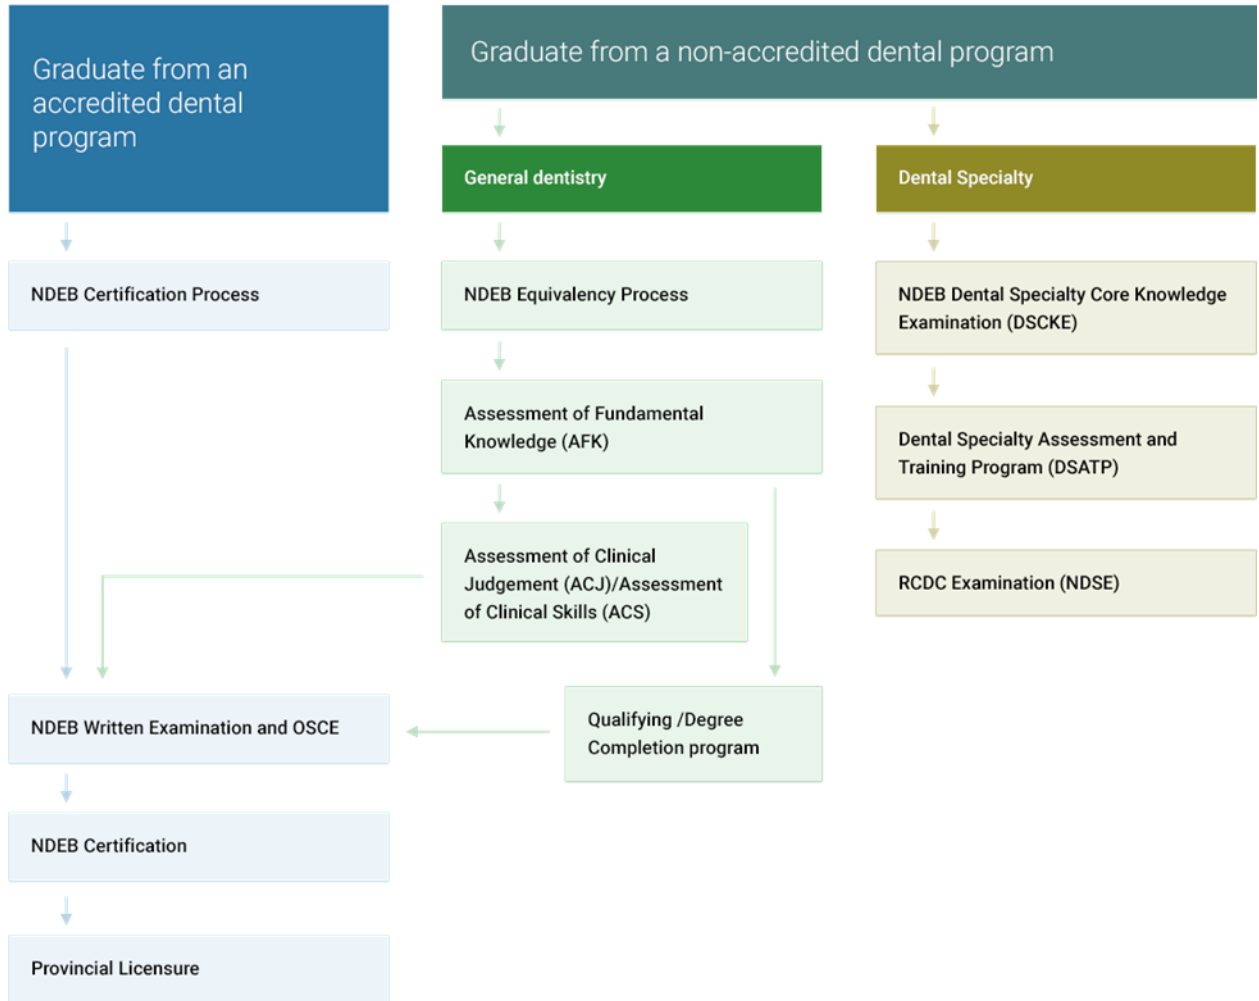 Graduate from an
accredited dental
program
Graduate from a non-accredited dental program
General dentistry
Dental Specialty
NDEB Certification Process
NDEB Equivalency Process
NDEB Dental Specialty Core Knowledge
Examination (DSCKE)
Assessment of Fundamental
Knowledge (AFK)
Dental Specialty Assessment and
Training Program (DSATP)
Assessment of Clinical
Judgement (ACJ)/Assessment
of Clinical Skills (ACS)
RCDC Examination (NDSE)
NDEB Written Examination and OSCE
Qualifying /Degree
Completion program
NDEB Certification
Provincial Licensure